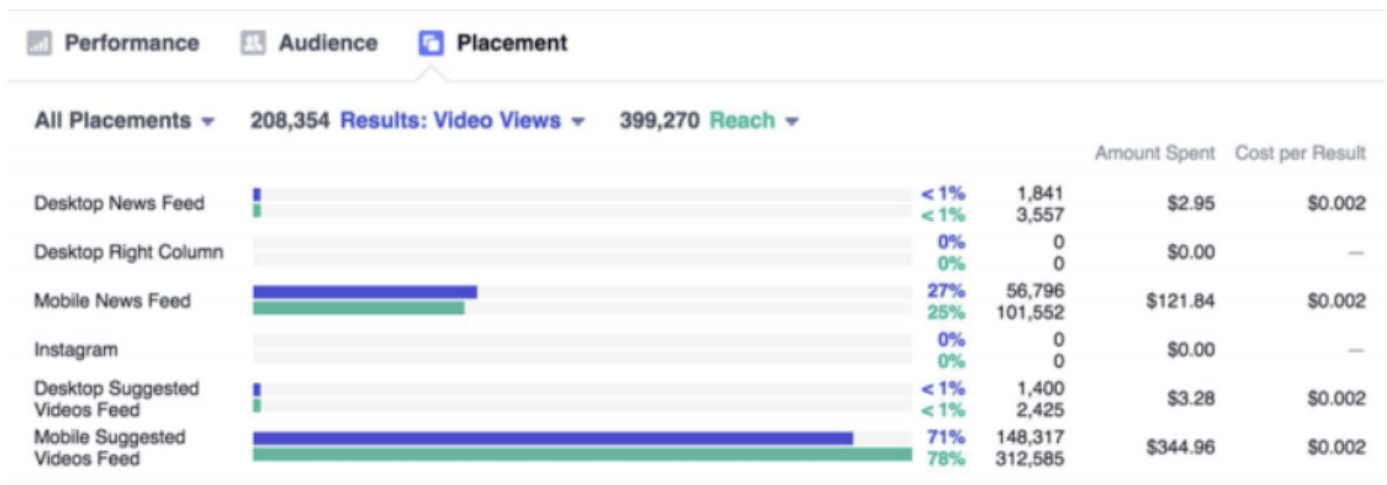 Performance Audience Placement
All Placements 208,354 Results: Video Views 399,270 Reach
Amount Spent Cost per Result
Desktop News Feed <1% 1,841 $2.95 $0.002
<1% 3,557
Desktop Right Column 0% 0 $0.00 —
0% 0
Mobile News Feed 27% 56,796 $121.84 $0.002
25% 101,552
Instagram 0% 0 $0.00 —
0% 0
Desktop Suggested <1% 1,400 $3.28 $0.002
Videos Feed <1% 2,425
Mobile Suggested 71% 148,317 $344.96 $0.002
Videos Feed 78% 312,585